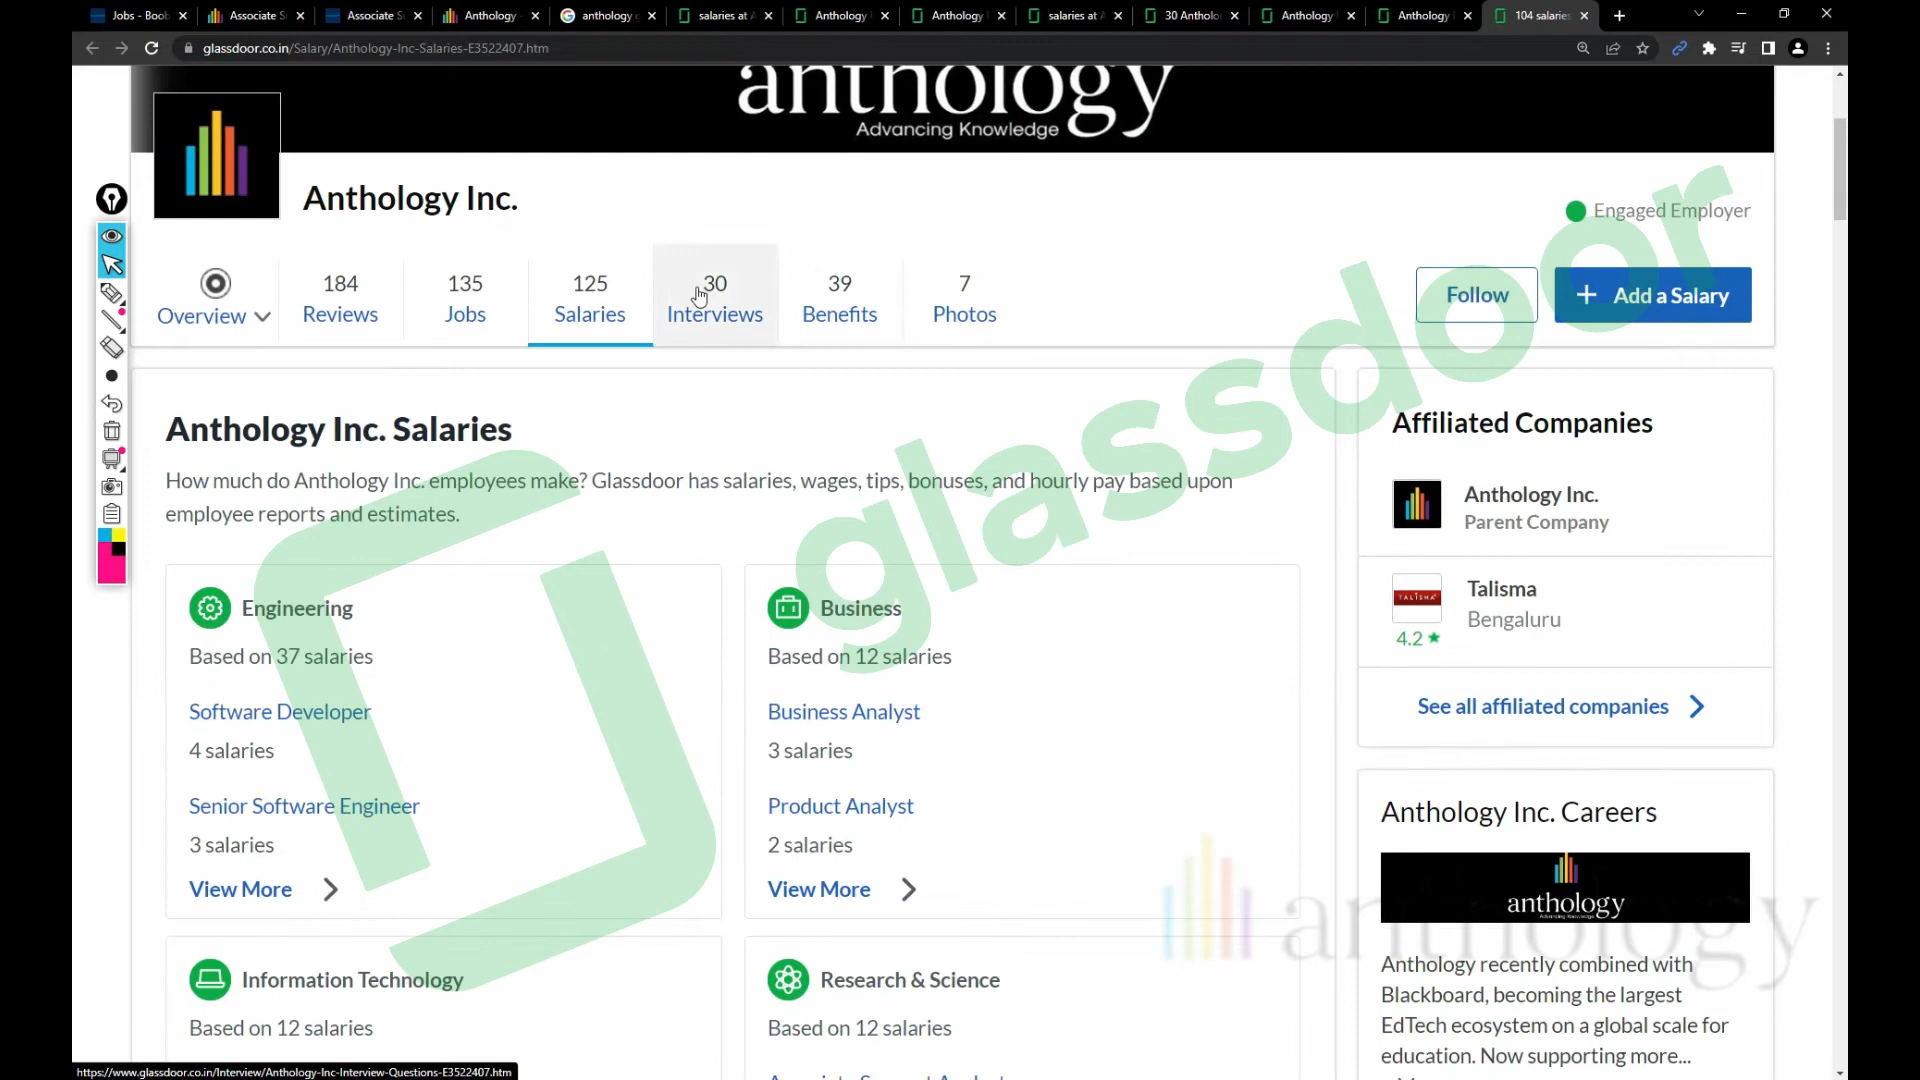 Jobs - Boob
Associate S
Associate Su
Anthology -
anthology g
salaries at A
Anthology I
Anthology I
salaries at A
30 Antholo
Anthology I
Anthology I
104 salaries
glassdoor.co.in/Salary/Anthology-Inc-Salaries-E3522407.htm
anthology
Advancing Knowledge
Anthology Inc.
Engaged Employer
Overview
184
Reviews
135
Jobs
125
Salaries
30
Interviews
39
Benefits
7
Photos
Follow
+ Add a Salary
glassdoor
Anthology Inc. Salaries
How much do Anthology Inc. employees make? Glassdoor has salaries, wages, tips, bonuses, and hourly pay based upon
employee reports and estimates.
Engineering
Based on 37 salaries
Software Developer
4 salaries
Senior Software Engineer
3 salaries
View More
Business
Based on 12 salaries
Business Analyst
3 salaries
Product Analyst
2 salaries
View More
Information Technology
Based on 12 salaries
Research & Science
Based on 12 salaries
Affiliated Companies
Anthology Inc.
Parent Company
TALISMA
4.2 ★
Talisma
Bengaluru
See all affiliated companies
Anthology Inc. Careers
anthology
Advancing Knowledge
anthology
Anthology recently combined with
Blackboard, becoming the largest
EdTech ecosystem on a global scale for
education. Now supporting more...
https://www.glassdoor.co.in/Interview/Anthology-Inc-Interview-Questions-E3522407.htm